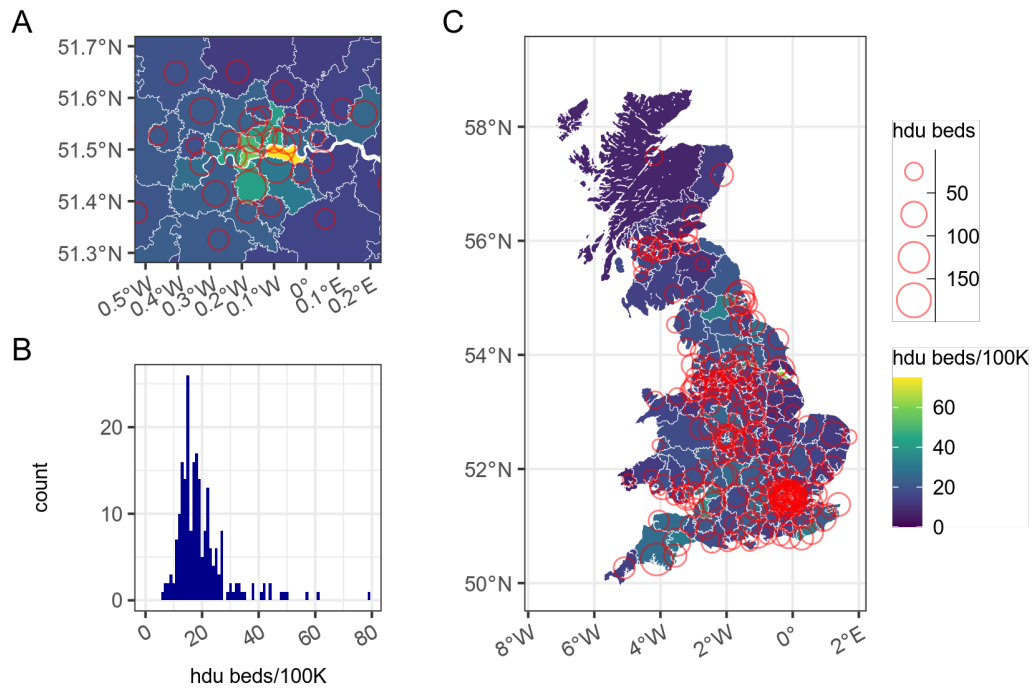 A
51.7°N
51.6°N
51.5°N
51.4°N
51.3°N
0.5°W
0.4°W
0.3°W
0.2°W
0.1°W
0°
0.1°E
0.2°E
B
count
20
10
0
0
20
40
60
80
hdu beds/100K
C
58°N
56°N
54°N
52°N
50°N
8°W
6°W
4°W
2°W
0°
2°E
hdu beds
50
100
150
hdu beds/100K
60
40
20
0